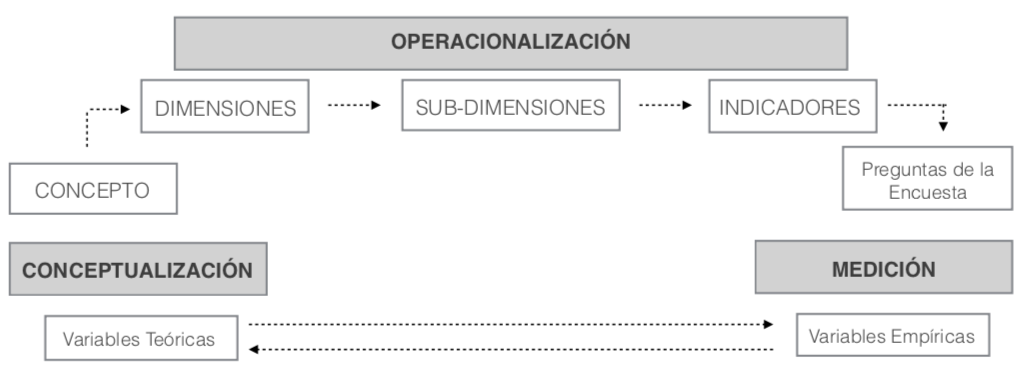 OPERACIONALIZACIÓN
DIMENSIONES
SUB-DIMENSIONES
INDICADORES
CONCEPTO
Preguntas de la
Encuesta
CONCEPTUALIZACIÓN
MEDICIÓN
Variables Teóricas
Variables Empíricas